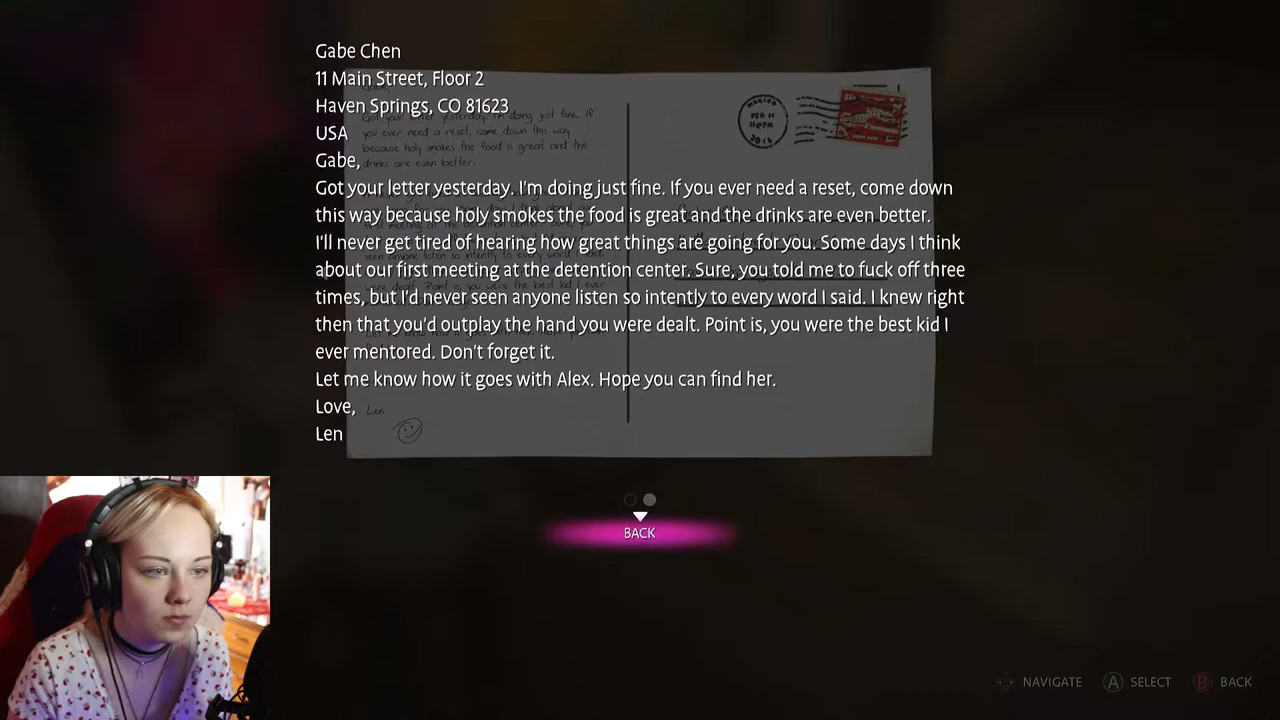 Gabe Chen
11 Main Street, Floor 2
Haven Springs, CO 81623
USA
Gabe,
Got your letter yesterday. I'm doing just fine. If you ever need a reset, come down
this way because holy smokes the food is great and the drinks are even better.
I'll never get tired of hearing how great things are going for you. Some days I think
about our first meeting at the detention center. Sure, you told me to fuck off three
times, but I'd never seen anyone listen so intently to every word I said. I knew right
then that you'd outplay the hand you were dealt. Point is, you were the best kid I
ever mentored. Don't forget it.
Let me know how it goes with Alex. Hope you can find her.
Love,
Len
Len
MEXICO
BACK
NAVIGATE
A SELECT
B BACK